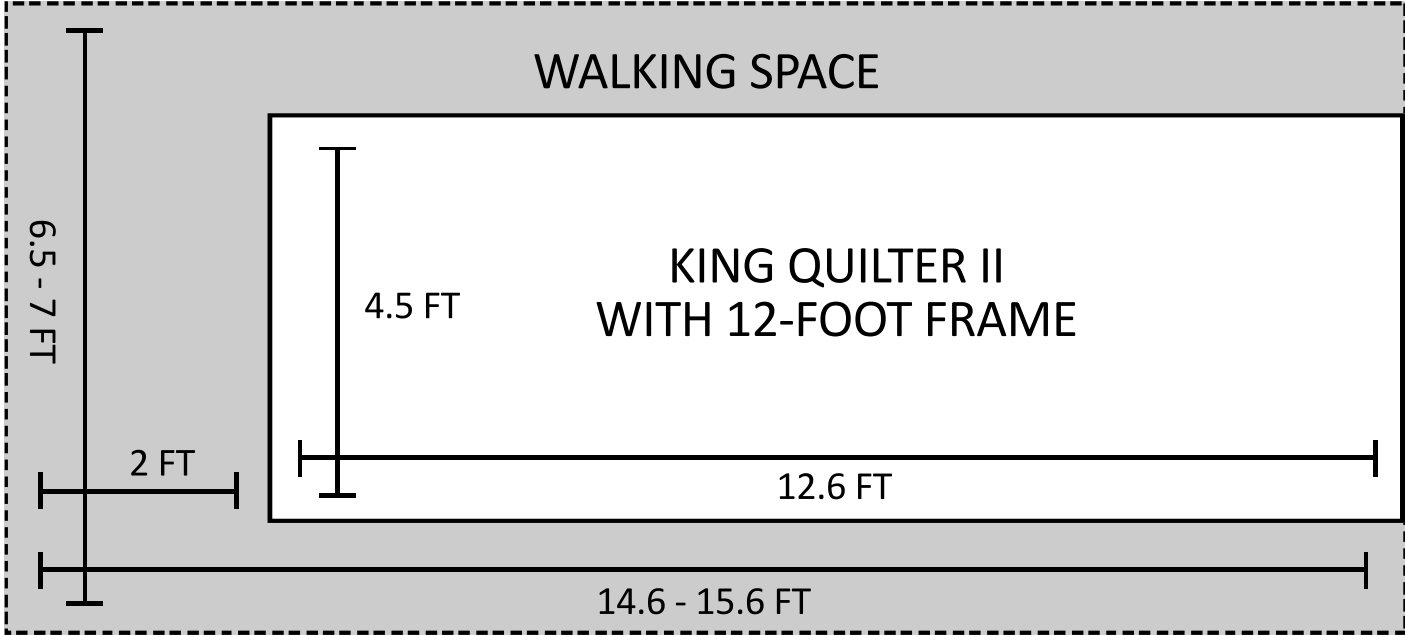 WALKING SPACE
6.5 - 7 FT
4.5 FT
KING QUILTER II
WITH 12-FOOT FRAME
2 FT
12.6 FT
14.6 - 15.6 FT